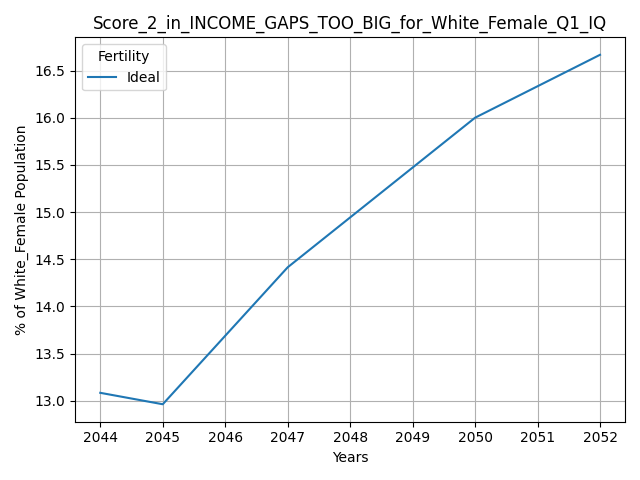 Score_2_in_INCOME_GAPS_TOO_BIG_for_White_Female_Q1_IQ
Fertility
Ideal
16.5
16.0
15.5
15.0
14.5
14.0
13.5
13.0
% of White_Female Population
2044 2045 2046 2047 2048 2049 2050 2051 2052
Years